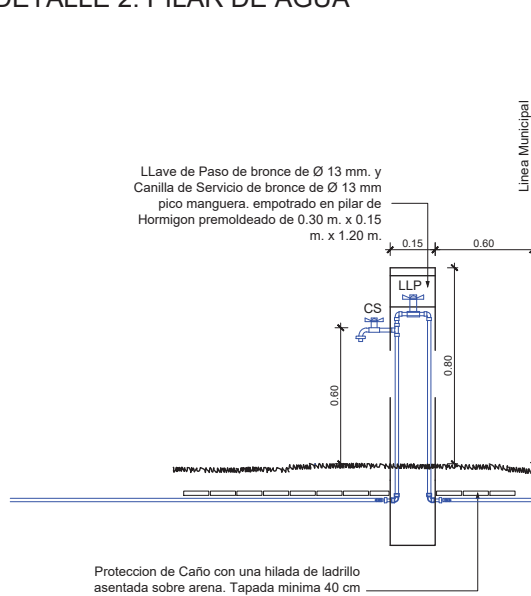 DETALLE 2: PILAR DE AGUA
Linea Municipal
LLave de Paso de bronce de Ø 13 mm. y
Canilla de Servicio de bronce de Ø 13 mm
pico manguera. empotrado en pilar de
Hormigon premoldeado de 0.30 m. x 0.15
m. x 1.20 m.
0.15
0.60
LLP
CS
0.60
0.80
Proteccion de Caño con una hilada de ladrillo
asentada sobre arena. Tapada minima 40 cm